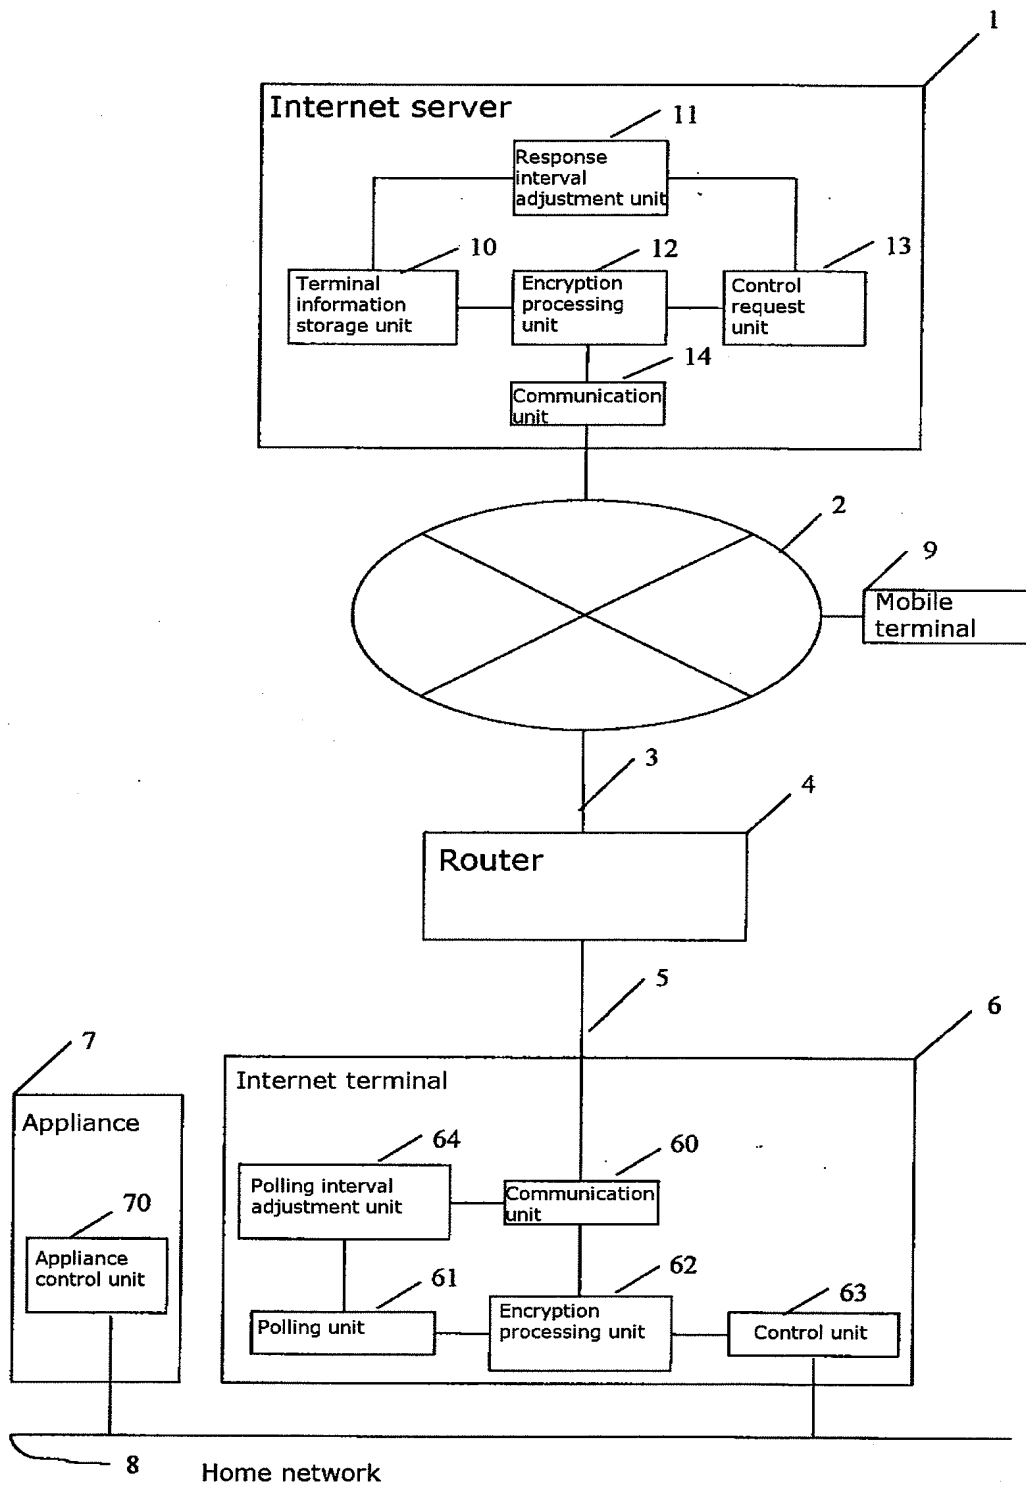 1
Internet server
11
Response
interval
adjustment unit
10
12
13
Terminal
information
storage unit
Encryption
processing
unit
Control
request
unit
14
Communication
unit
2
9
Mobile
terminal
3
4
Router
5
6
7
Internet terminal
Appliance
64
60
Polling interval
adjustment unit
Communication
unit
70
Appliance
control unit
61
62
63
Polling unit
Encryption
processing unit
Control unit
8
Home network